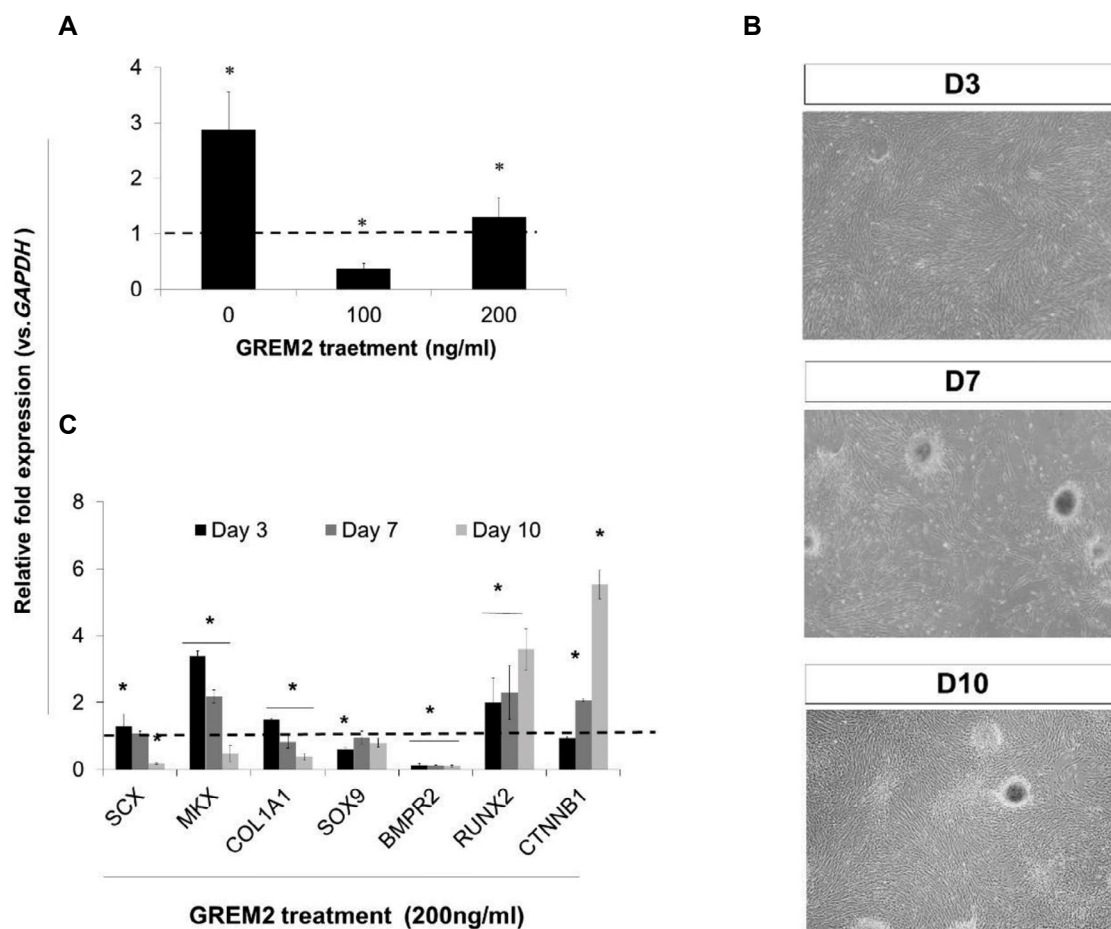 A
Relative fold expression (vs. GAPDH )
4
3
2
1
0
*
*
*
0 100 200
GREM2 traetment (ng/ml)
B
D3
D7
D10
C
8
6
4
2
0
Day 3 Day 7 Day 10
*
*
*
*
*
*
*
*
*
SCX MKX COL1A1 SOX9 BMPR2 RUNX2 CTNNB1
GREM2 treatment (200ng/ml)